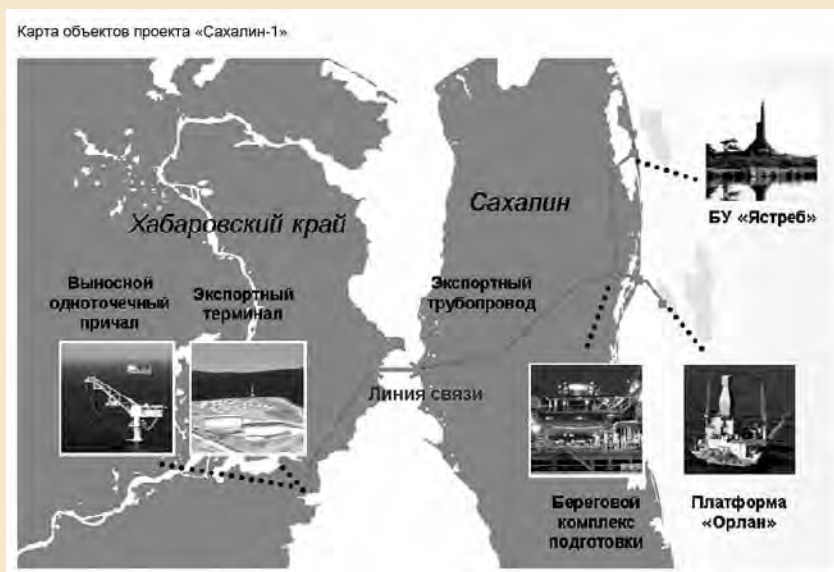 Карта объектов проекта «Сахалин-1»
Хабаровский край
Сахалин
БУ «Ястреб»
Выносной
одноточечный
причал
Экспортный
терминал
Экспортный
трубопровод
Линия связи
Береговой
комплекс
подготовки
Платформа
«Орлан»